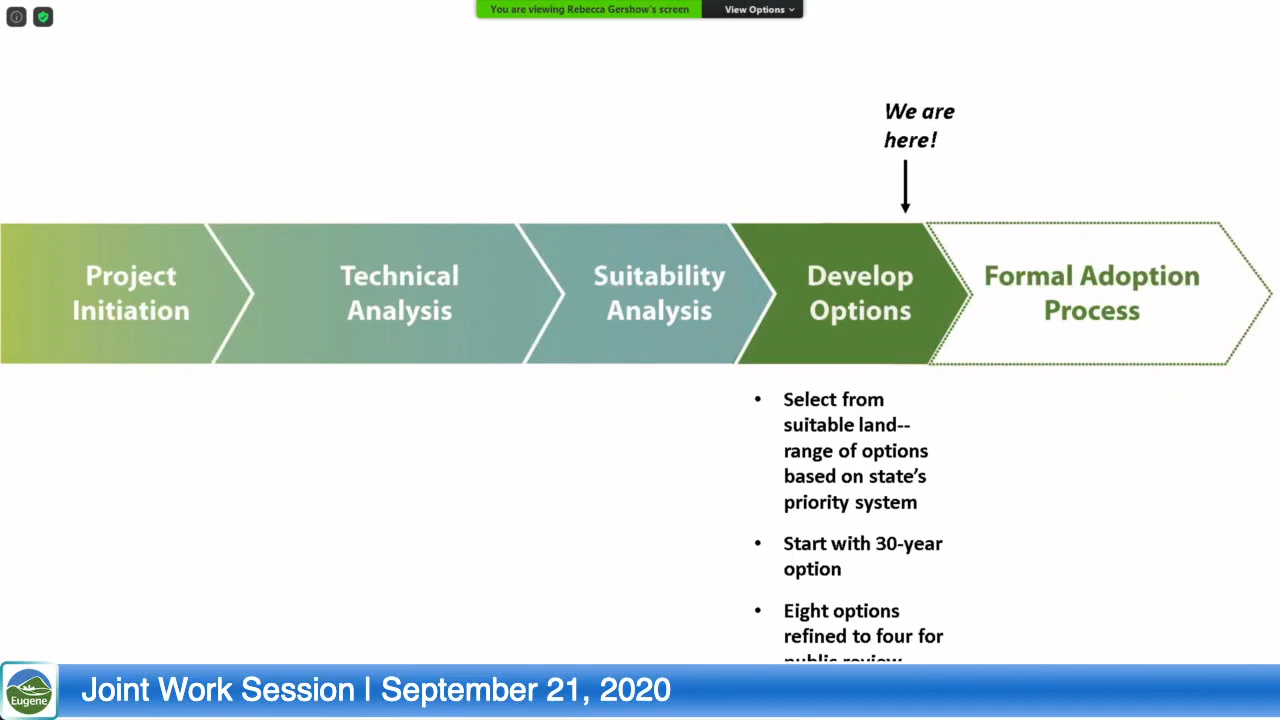 You are viewing Rebecca Gershow's screen
View Options
We are
here!
Project
Initiation
Technical
Analysis
Suitability
Analysis
Develop
Options
Formal Adoption
Process
• Select from
suitable land--
range of options
based on state’s
priority system
• Start with 30-year
option
• Eight options
refined to four for
public review
Eugene
Joint Work Session | September 21, 2020